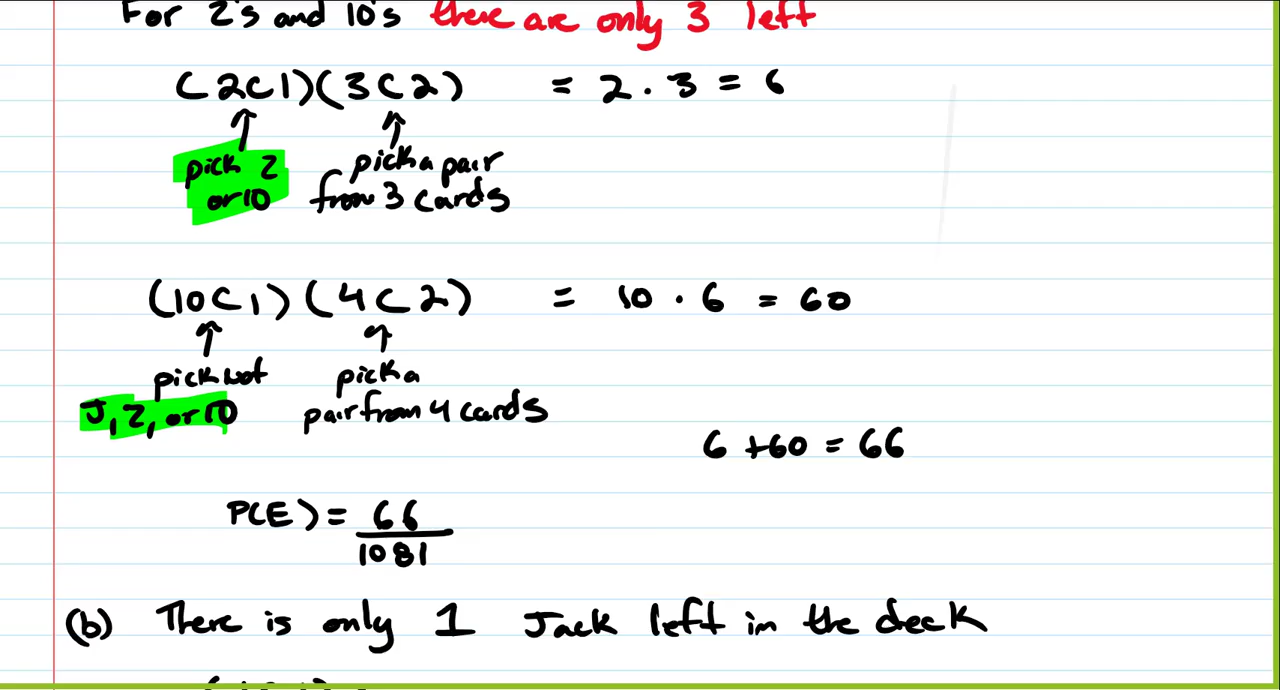 For 2's and 10's there are only 3 left
(2C1)(3C2) = 2 · 3 = 6
pick 2
or 10
pick a pair
from 3 cards
(10C1)(4C2) = 10 · 6 = 60
pick not
J, 2, or 10
pick a
pair from 4 cards
6 + 60 = 66
P(E) = 66
1081
(b) There is only 1 Jack left in the deck